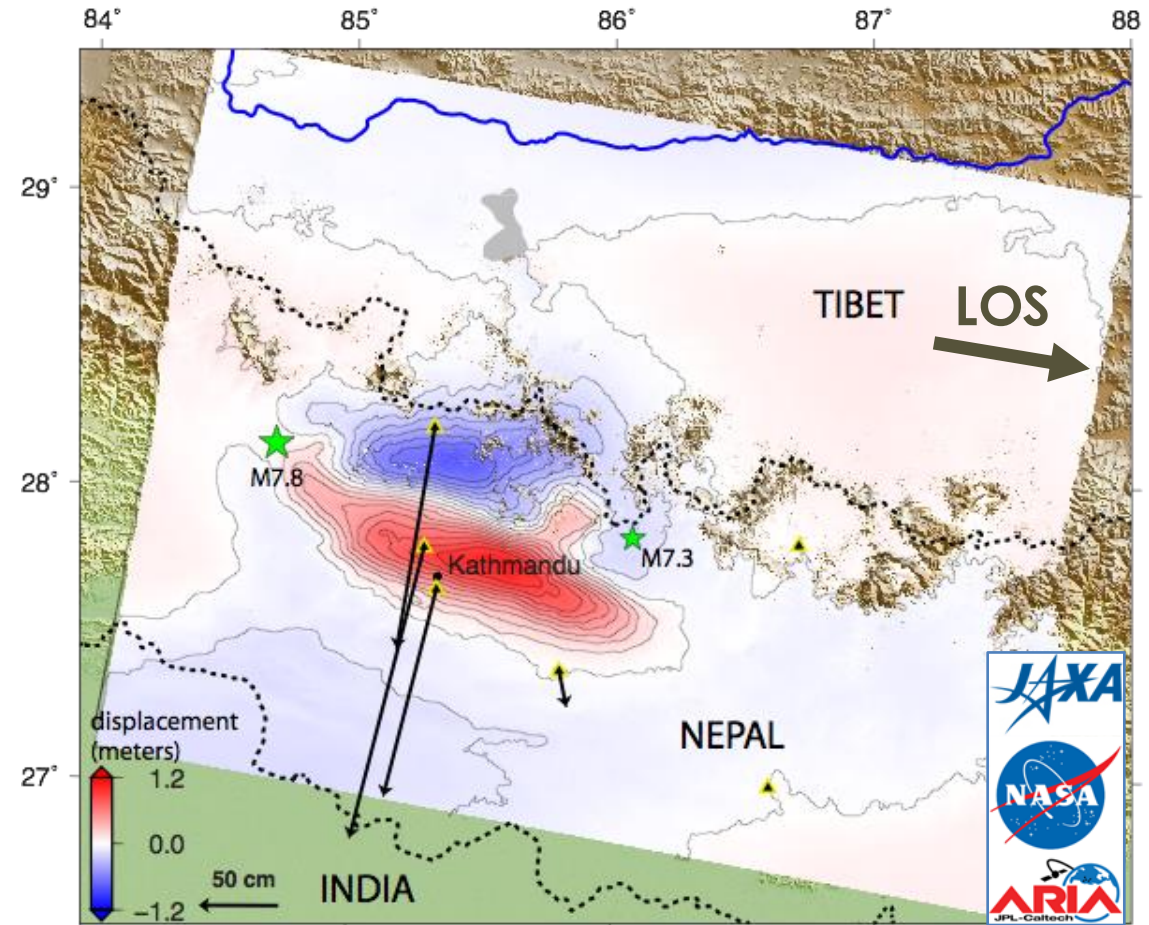 84° 85° 86° 87° 88
29°
TIBET
LOS
28°
M7.8
Kathmandu
M7.3
NEPAL
displacement
(meters)
27°
1.2
0.0
−1.2
50 cm
INDIA
JAXA
NASA
ARIA
JPL-Caltech